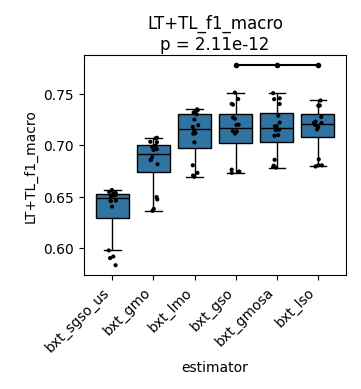 LT+TL_f1_macro
p = 2.11e-12
LT+TL_f1_macro
0.75
0.70
0.65
0.60
bxt_sgso_us
bxt_gmo
bxt_lmo
bxt_gso
bxt_gmosa
bxt_lso
estimator